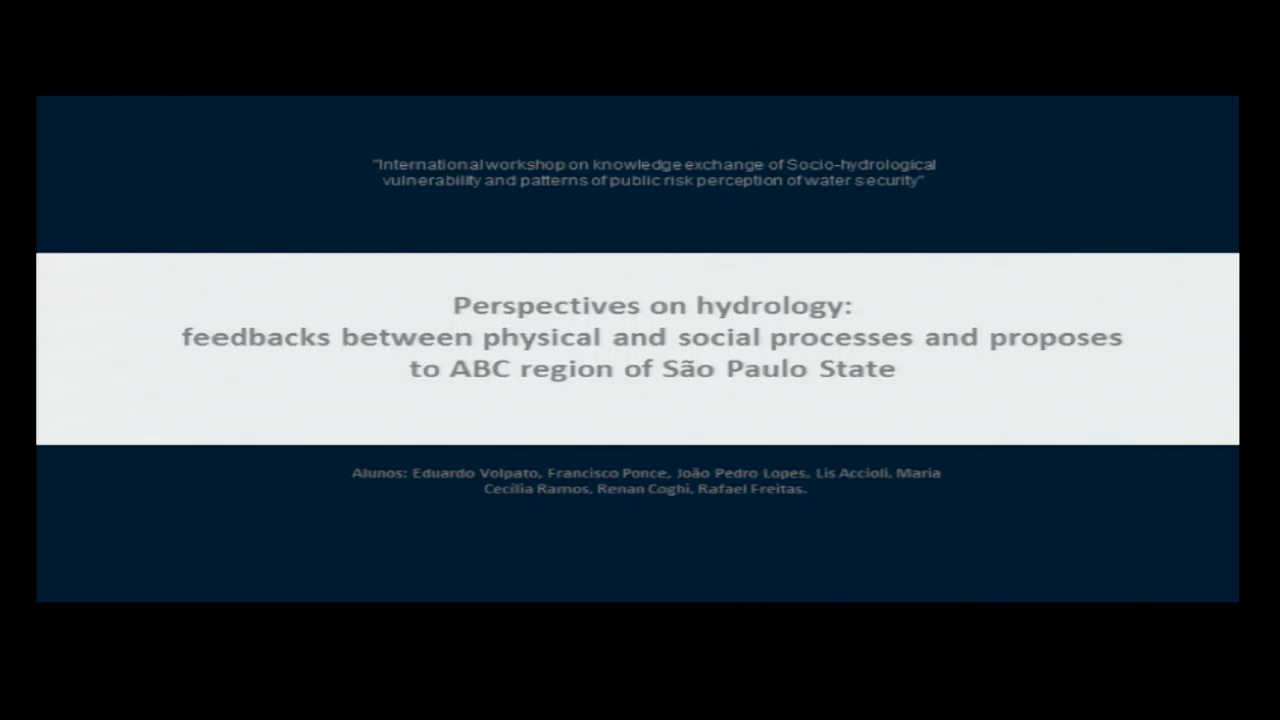 "International workshop on knowledge exchange of Socio-hydrological
vulnerability and patterns of public risk perception of water security"
Perspectives on hydrology:
feedbacks between physical and social processes and proposes
to ABC region of São Paulo State
Alunos: Eduardo Volpato, Francisco Ponce, João Pedro Lopes, Lis Accioli, Maria
Cecília Ramos, Renan Coghi, Rafael Freitas.